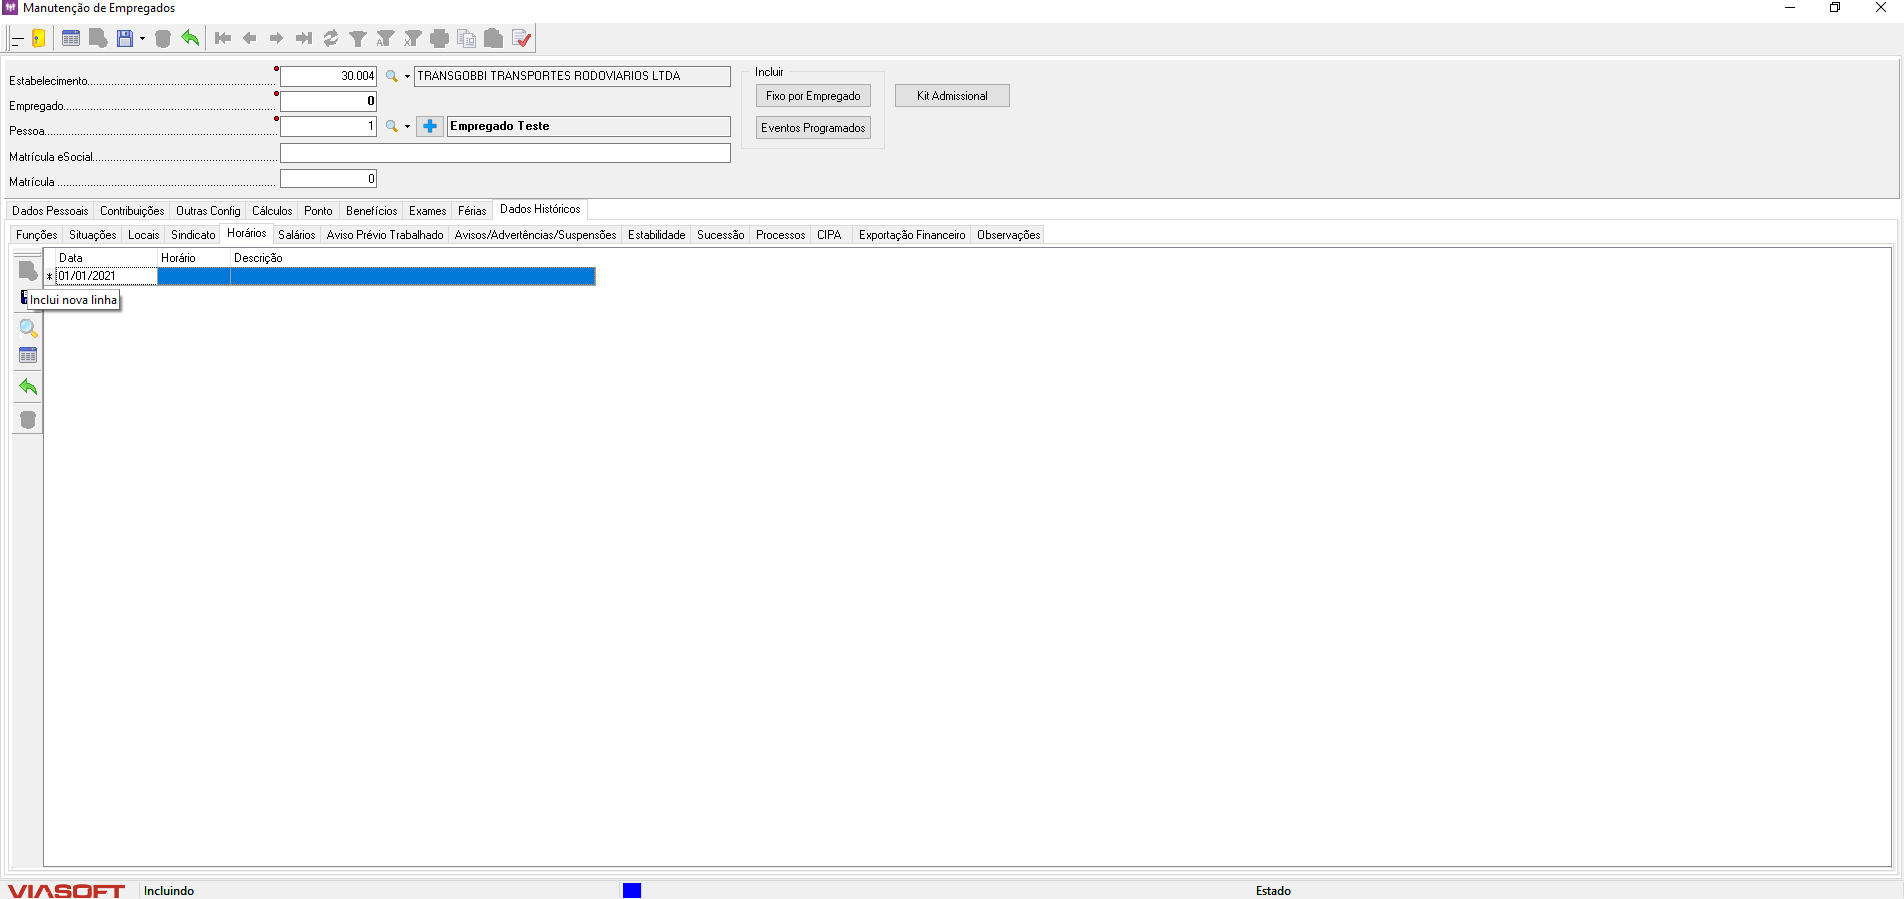 Manutenção de Empregados
Estabelecimento
30.004
TRANSGOBBI TRANSPORTES RODOVIARIOS LTDA
Empregado
0
Pessoa
1
Empregado Teste
Matrícula eSocial
Matrícula
0
Incluir
Fixo por Empregado
Eventos Programados
Kit Admissional
Dados Pessoais Contribuições Outras Config Cálculos Ponto Benefícios Exames Férias Dados Históricos
Funções Situações Locais Sindicato Horários Salários Aviso Prévio Trabalhado Avisos/Advertências/Suspensões Estabilidade Sucessão Processos CIPA Exportação Financeiro Observações
Data Horário Descrição
* 01/01/2021
Inclui nova linha
VIASOFT Incluindo Estado